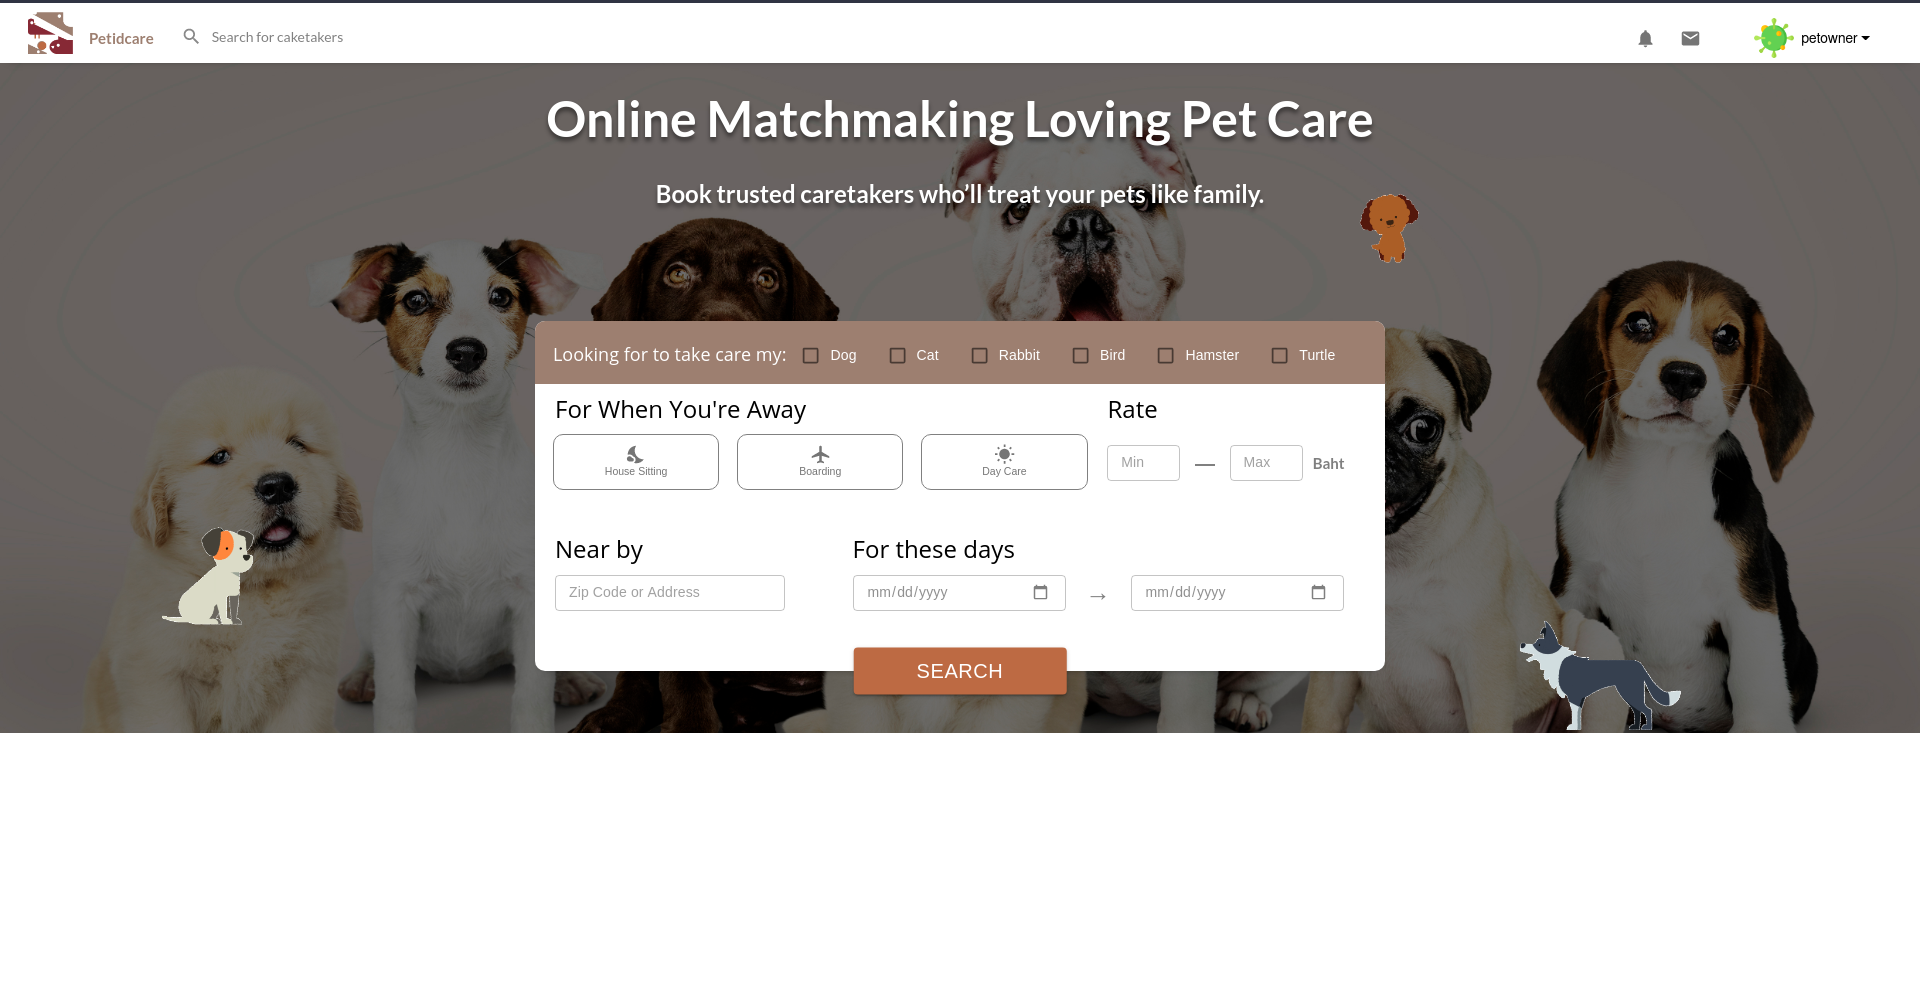 Petidcare
Search for caketakers
petowner
Online Matchmaking Loving Pet Care
Book trusted caretakers who’ll treat your pets like family.
Looking for to take care my: Dog Cat Rabbit Bird Hamster Turtle
For When You're Away
Rate
House Sitting
Boarding
Day Care
Min — Max Baht
Near by
For these days
Zip Code or Address
mm/dd/yyyy → mm/dd/yyyy
SEARCH